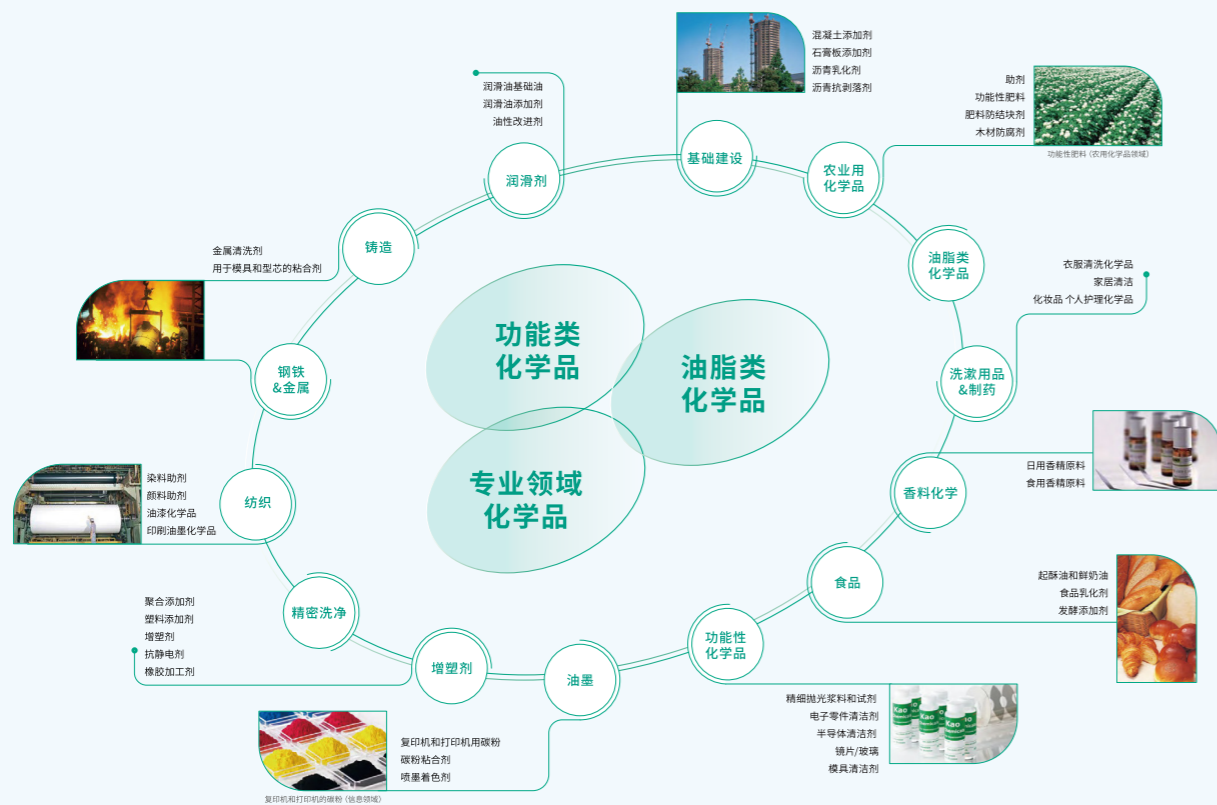 混凝土添加剂
石膏板添加剂
沥青乳化剂
沥青抗剥落剂
润滑油基础油
润滑油添加剂
油性改进剂
助剂
功能性肥料
肥料防结块剂
木材防腐剂
功能性肥料 (农用化学品领域)
基础建设
农业用
化学品
润滑剂
铸造
油脂类
化学品
金属清洗剂
用于模具和型芯的粘合剂
衣服清洗化学品
家居清洁
化妆品 个人护理化学品
功能类
化学品
油脂类
化学品
专业领域
化学品
钢铁
&金属
洗漱用品
&制药
日用香精原料
食用香精原料
香料化学
纺织
染料助剂
颜料助剂
油漆化学品
印刷油墨化学品
食品
起酥油和鲜奶油
食品乳化剂
发酵添加剂
精密洗净
聚合添加剂
塑料添加剂
增塑剂
抗静电剂
橡胶加工剂
增塑剂
油墨
功能性
化学品
精细抛光浆料和试剂
电子零件清洁剂
半导体清洁剂
镜片/玻璃
模具清洁剂
Kao
Kao
Kao
复印机和打印机用碳粉
碳粉粘合剂
喷墨着色剂
复印机和打印机的碳粉 (信息领域)